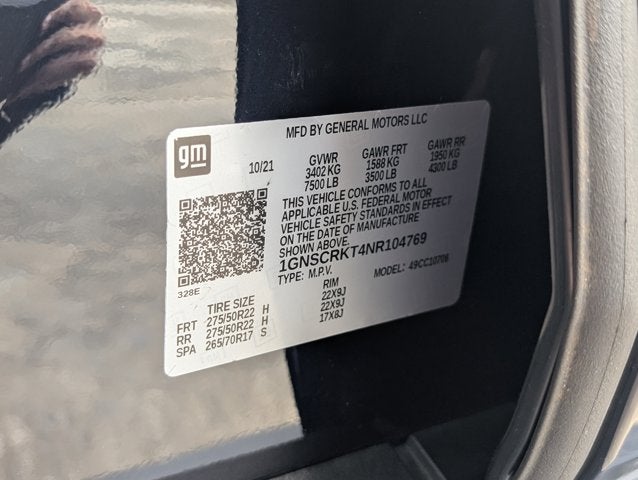 MFD BY GENERAL MOTORS LLC
gm
10/21
GVWR GAWR FRT GAWR RR
3402 KG 1588 KG 1950 KG
7500 LB 3500 LB 4300 LB
THIS VEHICLE CONFORMS TO ALL
APPLICABLE U.S. FEDERAL MOTOR
VEHICLE SAFETY STANDARDS IN EFFECT
ON THE DATE OF MANUFACTURE
SHOWN ABOVE.
1GNSCRKT4NR104769
TYPE: M.P.V. MODEL: 49CC10706
328E
TIRE SIZE RIM
FRT 275/50R22 H 22X9J
RR 275/50R22 H 22X9J
SPA 265/70R17 S 17X8J